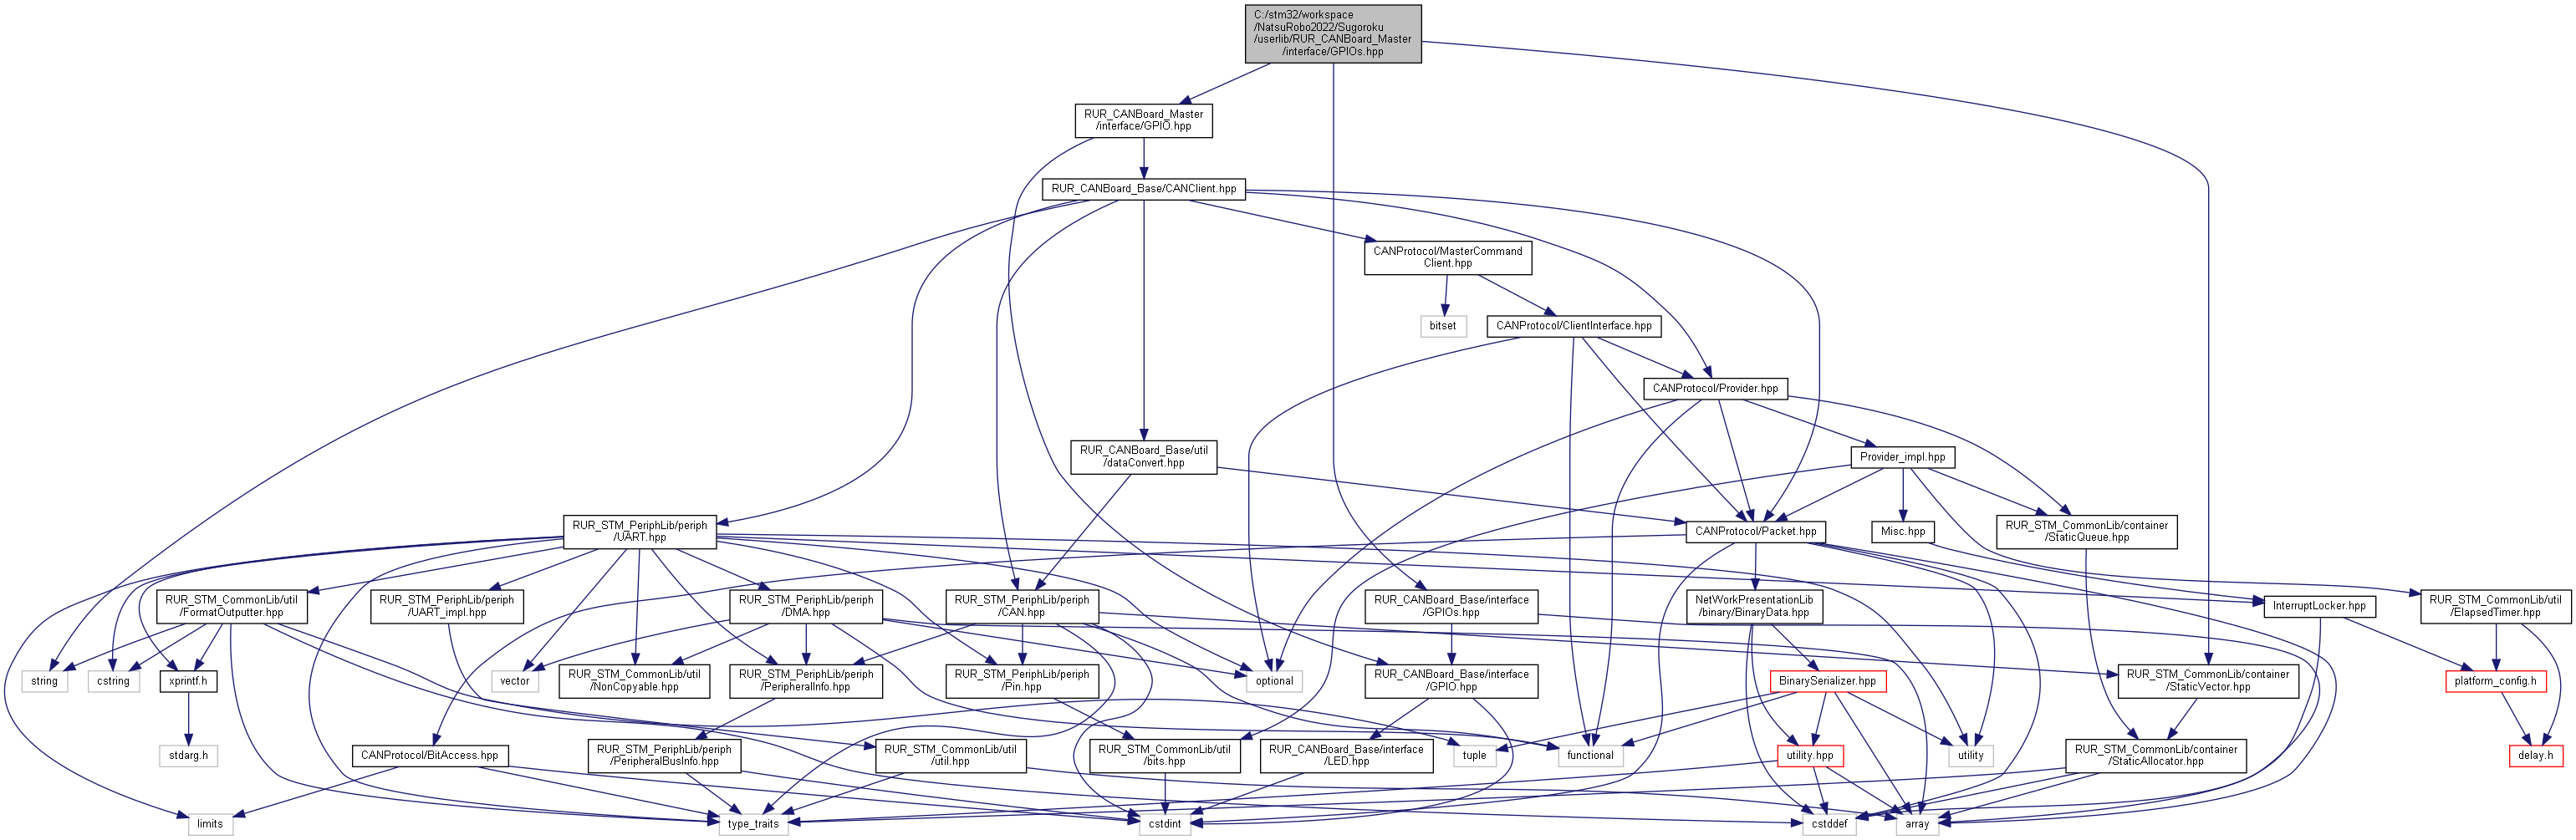 C:/stm32/workspace
/NatsuRobo2022/Sugoroku
/userlib/RUR_CANBoard_Master
/interface/GPIOs.hpp
RUR_CANBoard_Master
/interface/GPIO.hpp
RUR_CANBoard_Base/CANClient.hpp
CANProtocol/MasterCommand
Client.hpp
bitset
CANProtocol/ClientInterface.hpp
CANProtocol/Provider.hpp
RUR_CANBoard_Base/util
/dataConvert.hpp
Provider_impl.hpp
RUR_STM_PeriphLib/periph
/UART.hpp
CANProtocol/Packet.hpp
Misc.hpp
RUR_STM_CommonLib/container
/StaticQueue.hpp
RUR_STM_CommonLib/util
/FormatOutputter.hpp
RUR_STM_PeriphLib/periph
/UART_impl.hpp
RUR_STM_PeriphLib/periph
/DMA.hpp
RUR_STM_PeriphLib/periph
/CAN.hpp
RUR_CANBoard_Base/interface
/GPIOs.hpp
NetWorkPresentationLib
/binary/BinaryData.hpp
InterruptLocker.hpp
RUR_STM_CommonLib/util
/ElapsedTimer.hpp
string
cstring
xprintf.h
vector
RUR_STM_CommonLib/util
/NonCopyable.hpp
RUR_STM_PeriphLib/periph
/PeripheralInfo.hpp
RUR_STM_PeriphLib/periph
/Pin.hpp
optional
RUR_CANBoard_Base/interface
/GPIO.hpp
BinarySerializer.hpp
RUR_STM_CommonLib/container
/StaticVector.hpp
platform_config.h
stdarg.h
CANProtocol/BitAccess.hpp
RUR_STM_PeriphLib/periph
/PeripheralBusInfo.hpp
RUR_STM_CommonLib/util
/util.hpp
RUR_STM_CommonLib/util
/bits.hpp
RUR_CANBoard_Base/interface
/LED.hpp
tuple
functional
utility.hpp
utility
RUR_STM_CommonLib/container
/StaticAllocator.hpp
delay.h
limits
type_traits
cstdint
cstddef
array